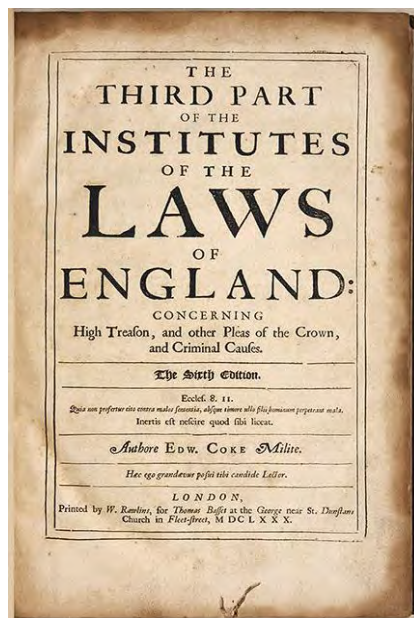 THE
THIRD PART
OF THE
INSTITUTES
OF THE
LAWS
OF
ENGLAND:
CONCERNING
High Treaſon, and other Pleas of the Crown,
and Criminal Cauſes.
The Sixth Edition.
Eccleſ. 8. 11.
Quia non profertur cito contra malos ſententia, abſque timore ullo filii hominum perpetrant mala.
Inertis eſt neſcire quod ſibi liceat.
Authore EDW. COKE Milite.
Hæc ego grandævus poſui tibi candide Lector.
LONDON,
Printed by W. Rawlins, for Thomas Baſſet at the George near St. Dunſtans
Church in Fleet-ſtreet, MDCLXXX.